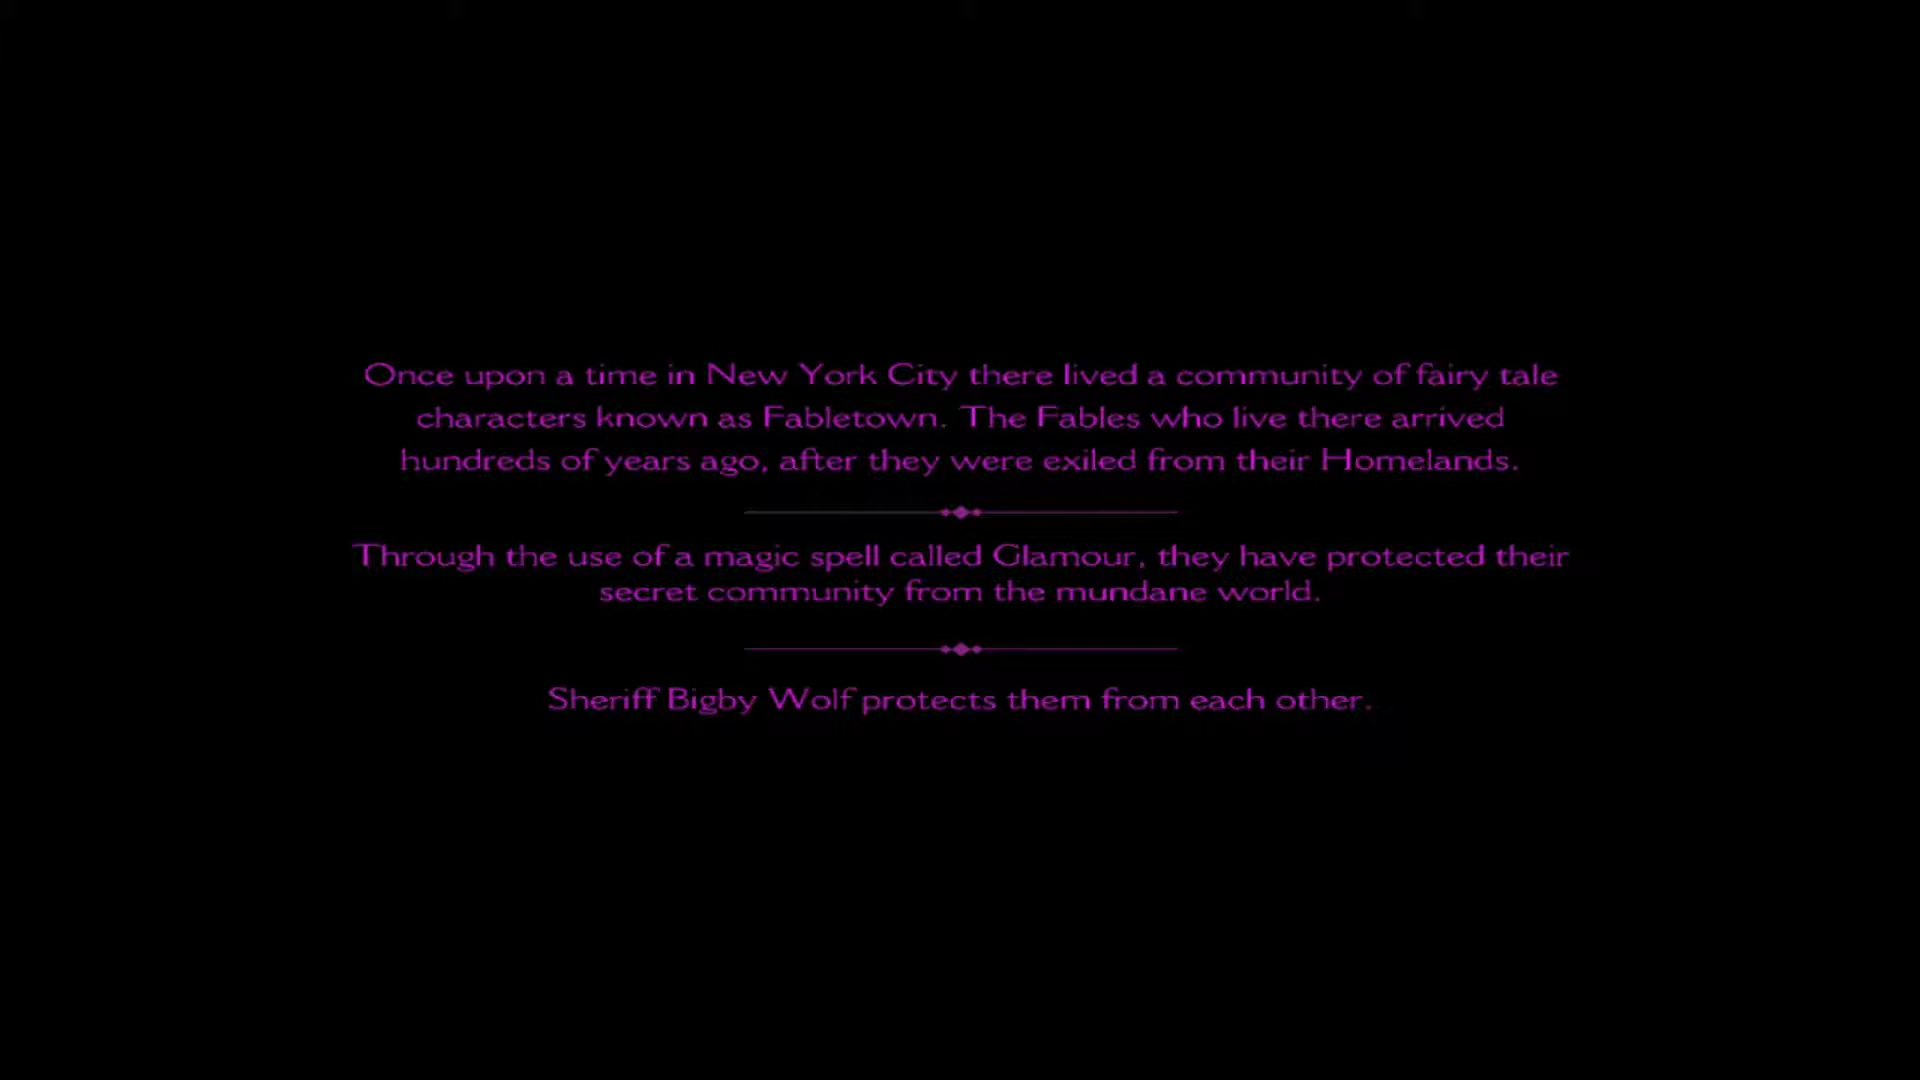 Once upon a time in New York City there lived a community of fairy tale
characters known as Fabletown. The Fables who live there arrived
hundreds of years ago, after they were exiled from their Homelands.
Through the use of a magic spell called Glamour, they have protected their
secret community from the mundane world.
Sheriff Bigby Wolf protects them from each other.